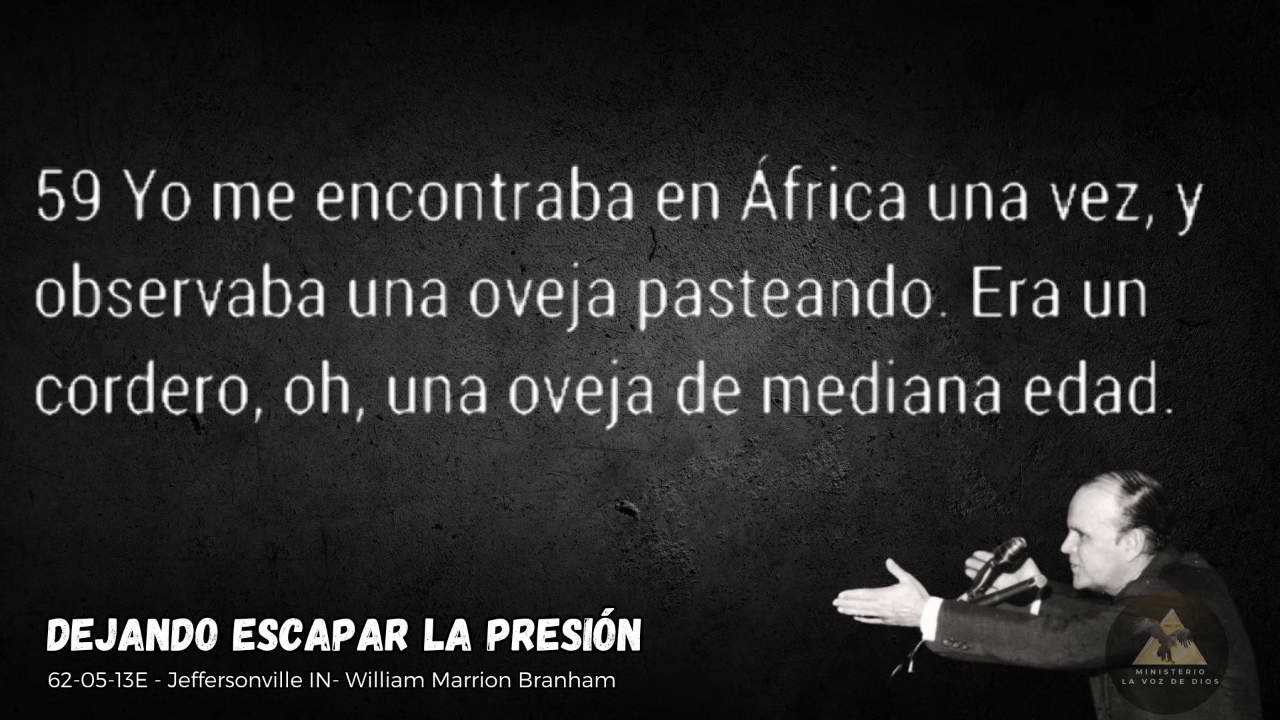 59 Yo me encontraba en África una vez, y
observaba una oveja pasteando. Era un
cordero, oh, una oveja de mediana edad.
DEJANDO ESCAPAR LA PRESIÓN
62-05-13E - Jeffersonville IN- William Marrion Branham
MINISTERIO
LA VOZ DE DIOS